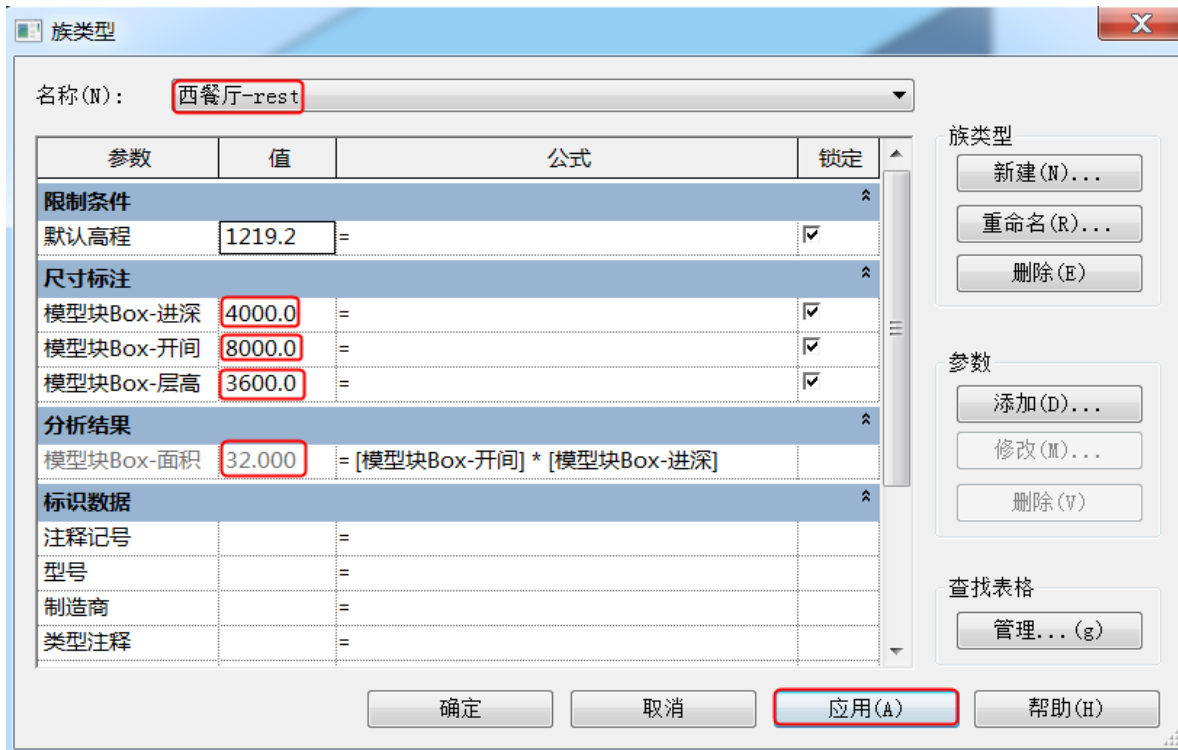 族类型
名称(N): 西餐厅-rest
参数 值 公式 锁定
限制条件
默认高程 1219.2 =
尺寸标注
模型块Box-进深 4000.0 =
模型块Box-开间 8000.0 =
模型块Box-层高 3600.0 =
分析结果
模型块Box-面积 32.000 = [模型块Box-开间] * [模型块Box-进深]
标识数据
注释记号 =
型号 =
制造商 =
类型注释 =
族类型
新建(N)...
重命名(R)...
删除(E)
参数
添加(D)...
修改(M)...
删除(V)
查找表格
管理...(g)
确定 取消 应用(A) 帮助(H)